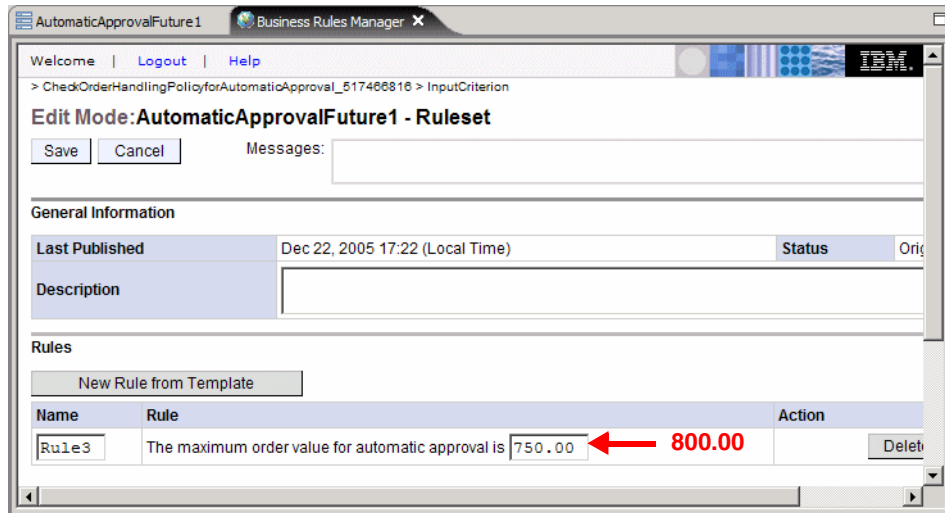 AutomaticApprovalFuture1 Business Rules Manager
Welcome | Logout | Help IBM.
> CheckOrderHandlingPolicyforAutomaticApproval_517466816 > InputCriterion
Edit Mode:AutomaticApprovalFuture1 - Ruleset
Save Cancel Messages:
General Information
Last Published Dec 22, 2005 17:22 (Local Time) Status Orig
Description
Rules
New Rule from Template
Name Rule Action
Rule3 The maximum order value for automatic approval is 750.00 800.00 Delete